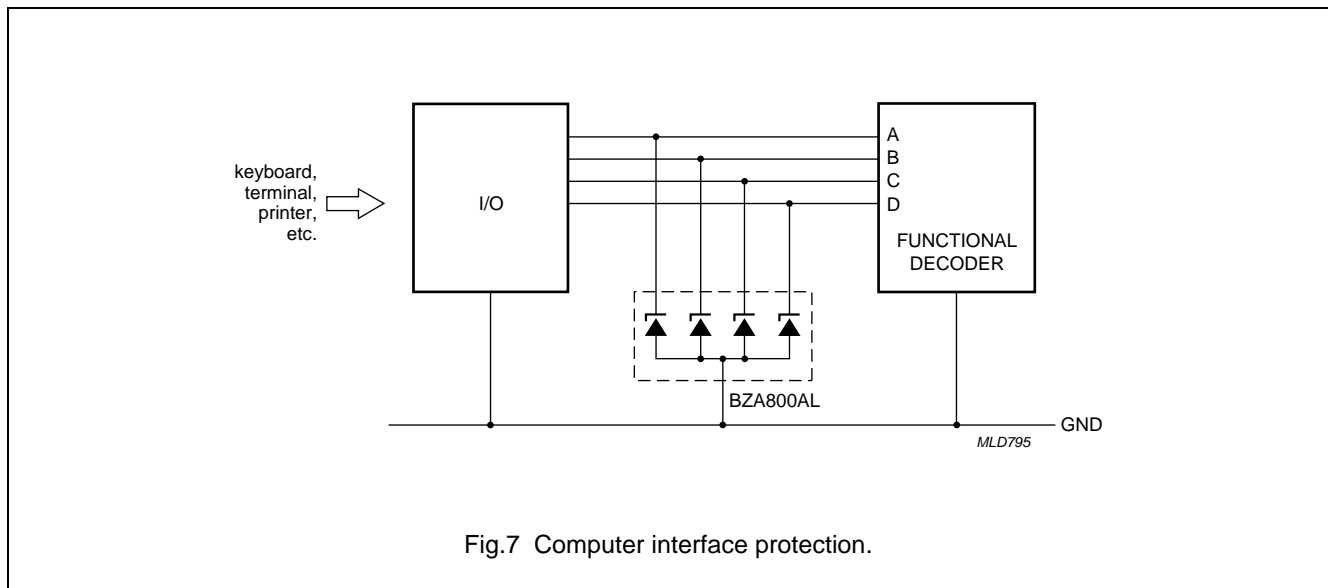 keyboard,
terminal,
printer,
etc.
I/O
A
B
C
D
FUNCTIONAL
DECODER
BZA800AL
GND
MLD795
Fig.7 Computer interface protection.